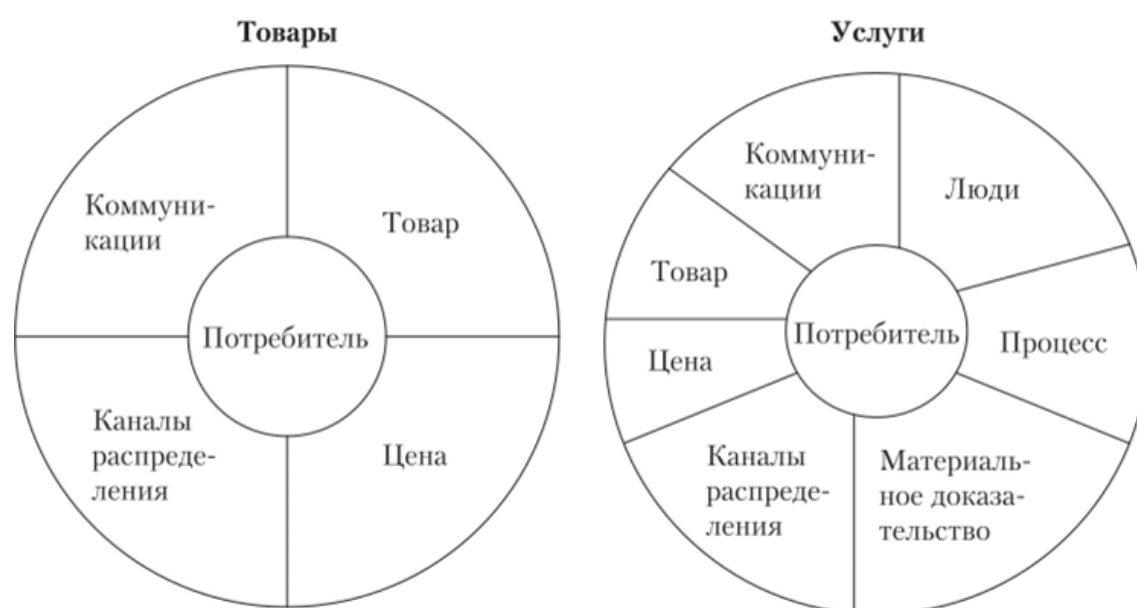 Товары
Коммуни-
кации
Товар
Потребитель
Каналы
распреде-
ления
Цена
Услуги
Коммуни-
кации
Люди
Товар
Потребитель
Процесс
Цена
Каналы
распреде-
ления
Материаль-
ное доказа-
тельство